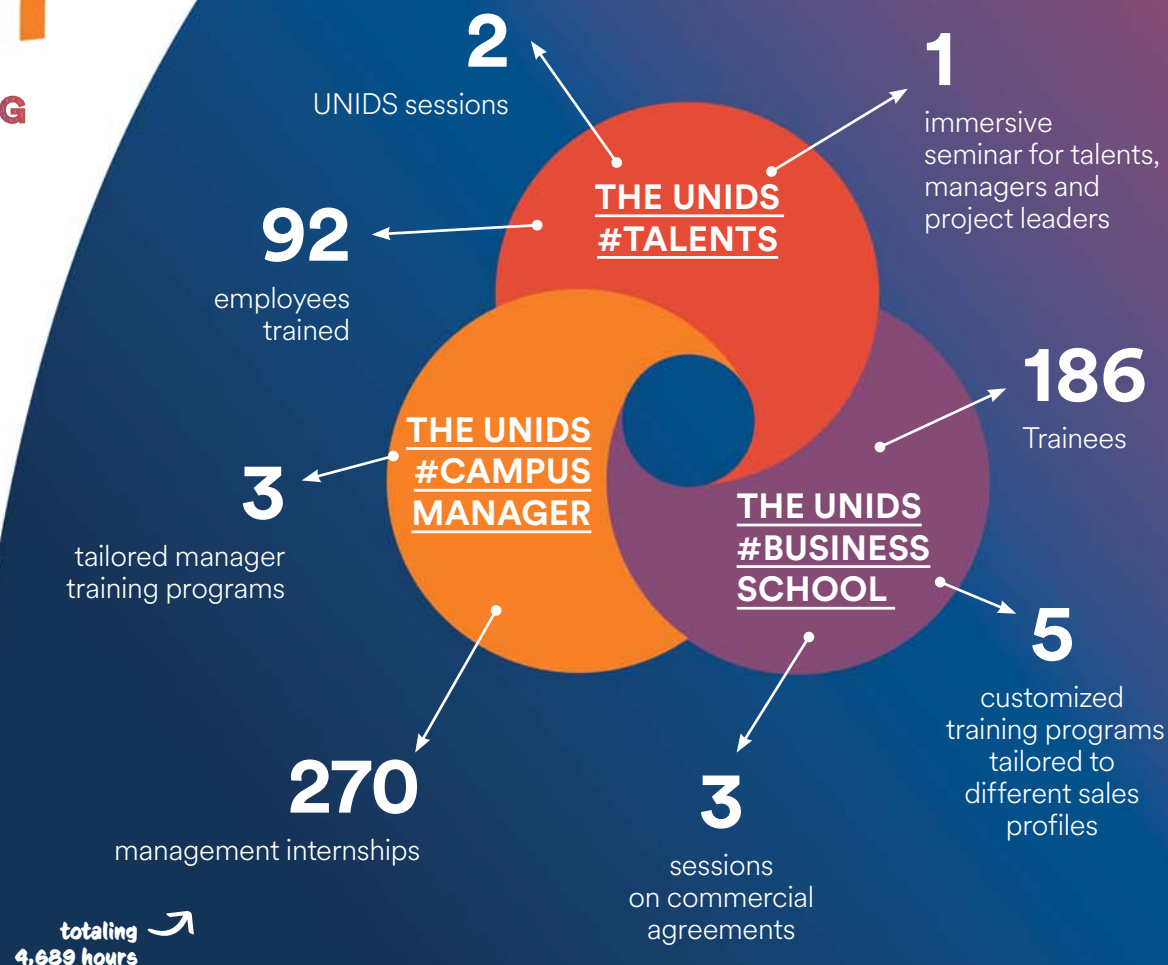 G
2
UNIDS sessions
1
immersive
seminar for talents,
managers and
project leaders
THE UNIDS
#TALENTS
92
employees
trained
186
Trainees
THE UNIDS
#CAMPUS
MANAGER
3
tailored manager
training programs
THE UNIDS
#BUSINESS
SCHOOL
5
customized
training programs
tailored to
different sales
profiles
270
management internships
3
sessions
on commercial
agreements
totaling
4,689 hours